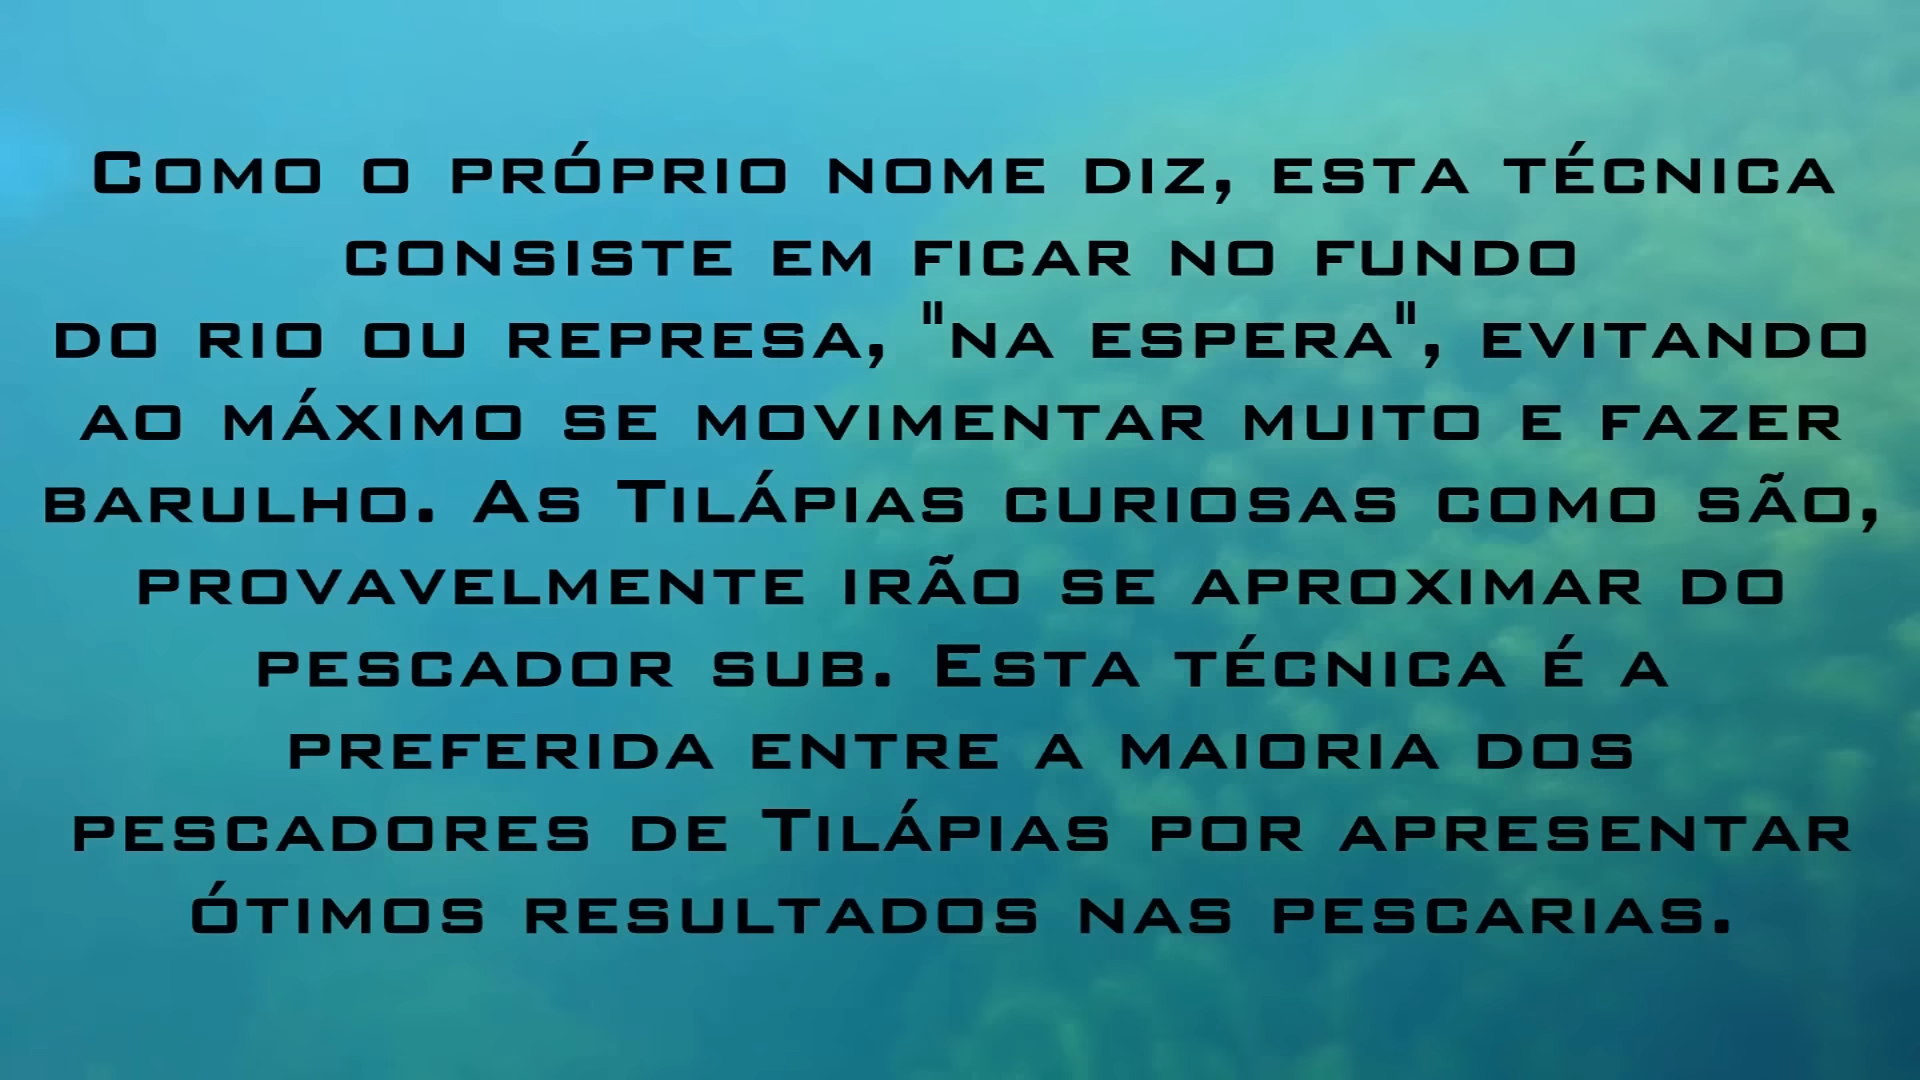 Como o próprio nome diz, esta técnica
consiste em ficar no fundo
do rio ou represa, "na espera", evitando
ao máximo se movimentar muito e fazer
barulho. As Tilápias curiosas como são,
provavelmente irão se aproximar do
pescador sub. Esta técnica é a
preferida entre a maioria dos
pescadores de Tilápias por apresentar
ótimos resultados nas pescarias.